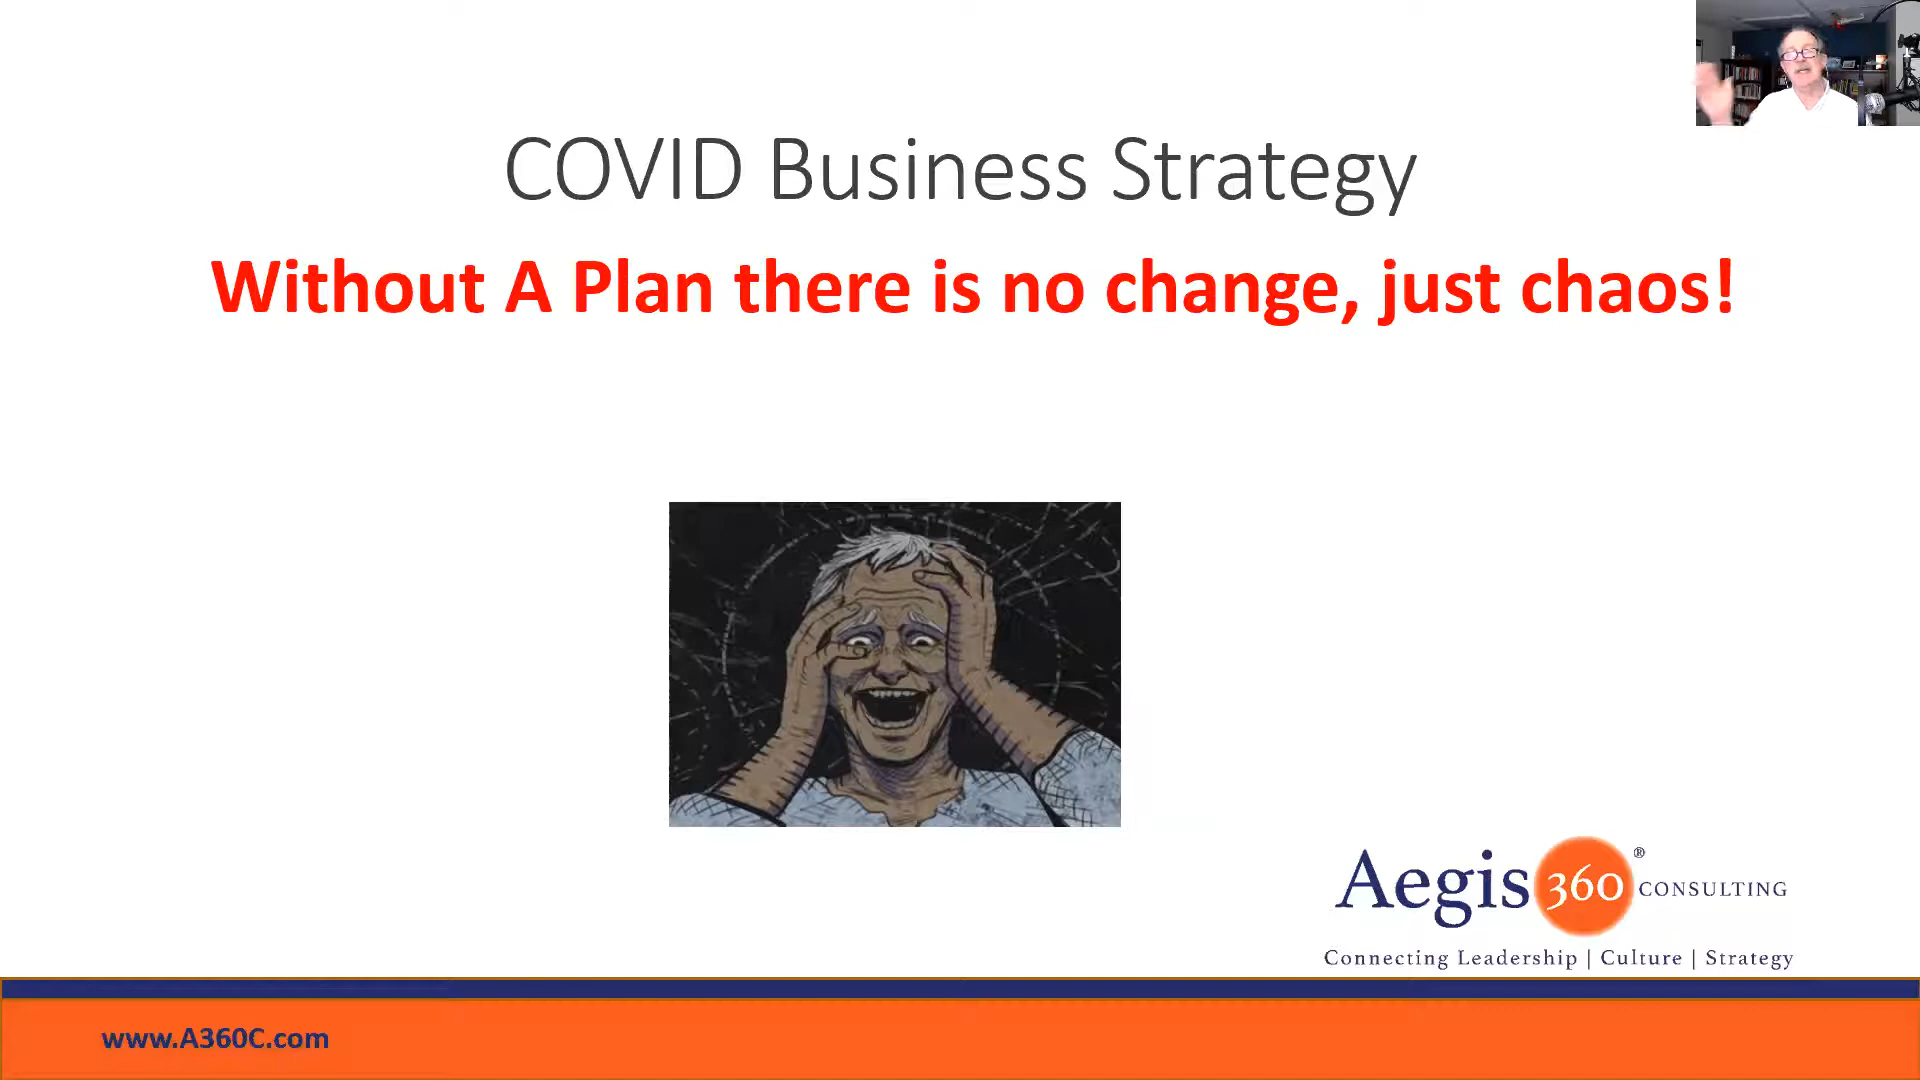 COVID Business Strategy
Without A Plan there is no change, just chaos!
Aegis 360® CONSULTING
Connecting Leadership | Culture | Strategy
www.A360C.com